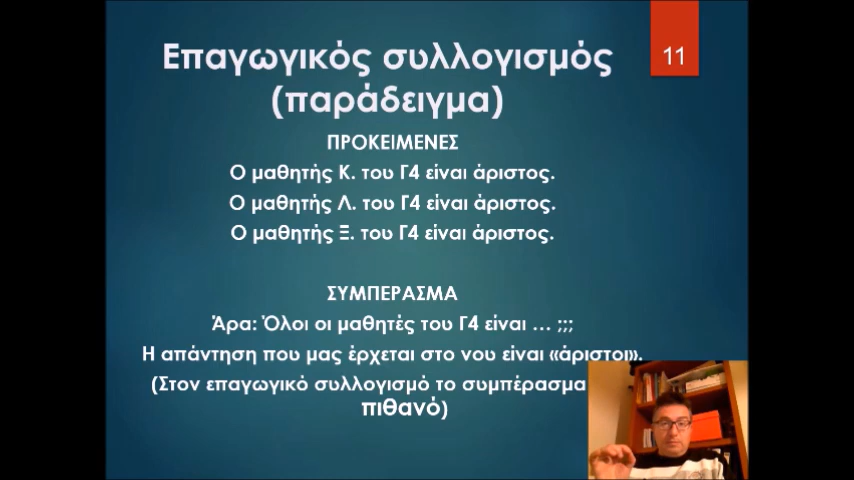 Επαγωγικός συλλογισμός
(παράδειγμα)
11
ΠΡΟΚΕΙΜΕΝΕΣ
Ο μαθητής Κ. του Γ4 είναι άριστος.
Ο μαθητής Λ. του Γ4 είναι άριστος.
Ο μαθητής Ξ. του Γ4 είναι άριστος.
ΣΥΜΠΕΡΑΣΜΑ
Άρα: Όλοι οι μαθητές του Γ4 είναι … ;;;
Η απάντηση που μας έρχεται στο νου είναι «άριστοι».
(Στον επαγωγικό συλλογισμό το συμπέρασμα
πιθανό)